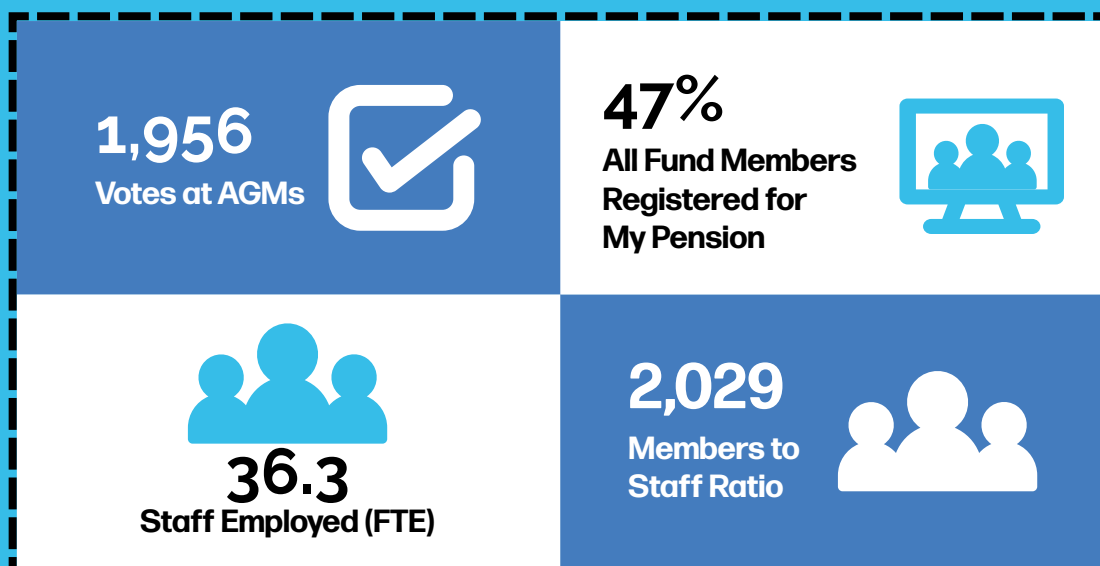 1,956
Votes at AGMs
47%
All Fund Members
Registered for
My Pension
36.3
Staff Employed (FTE)
2,029
Members to
Staff Ratio